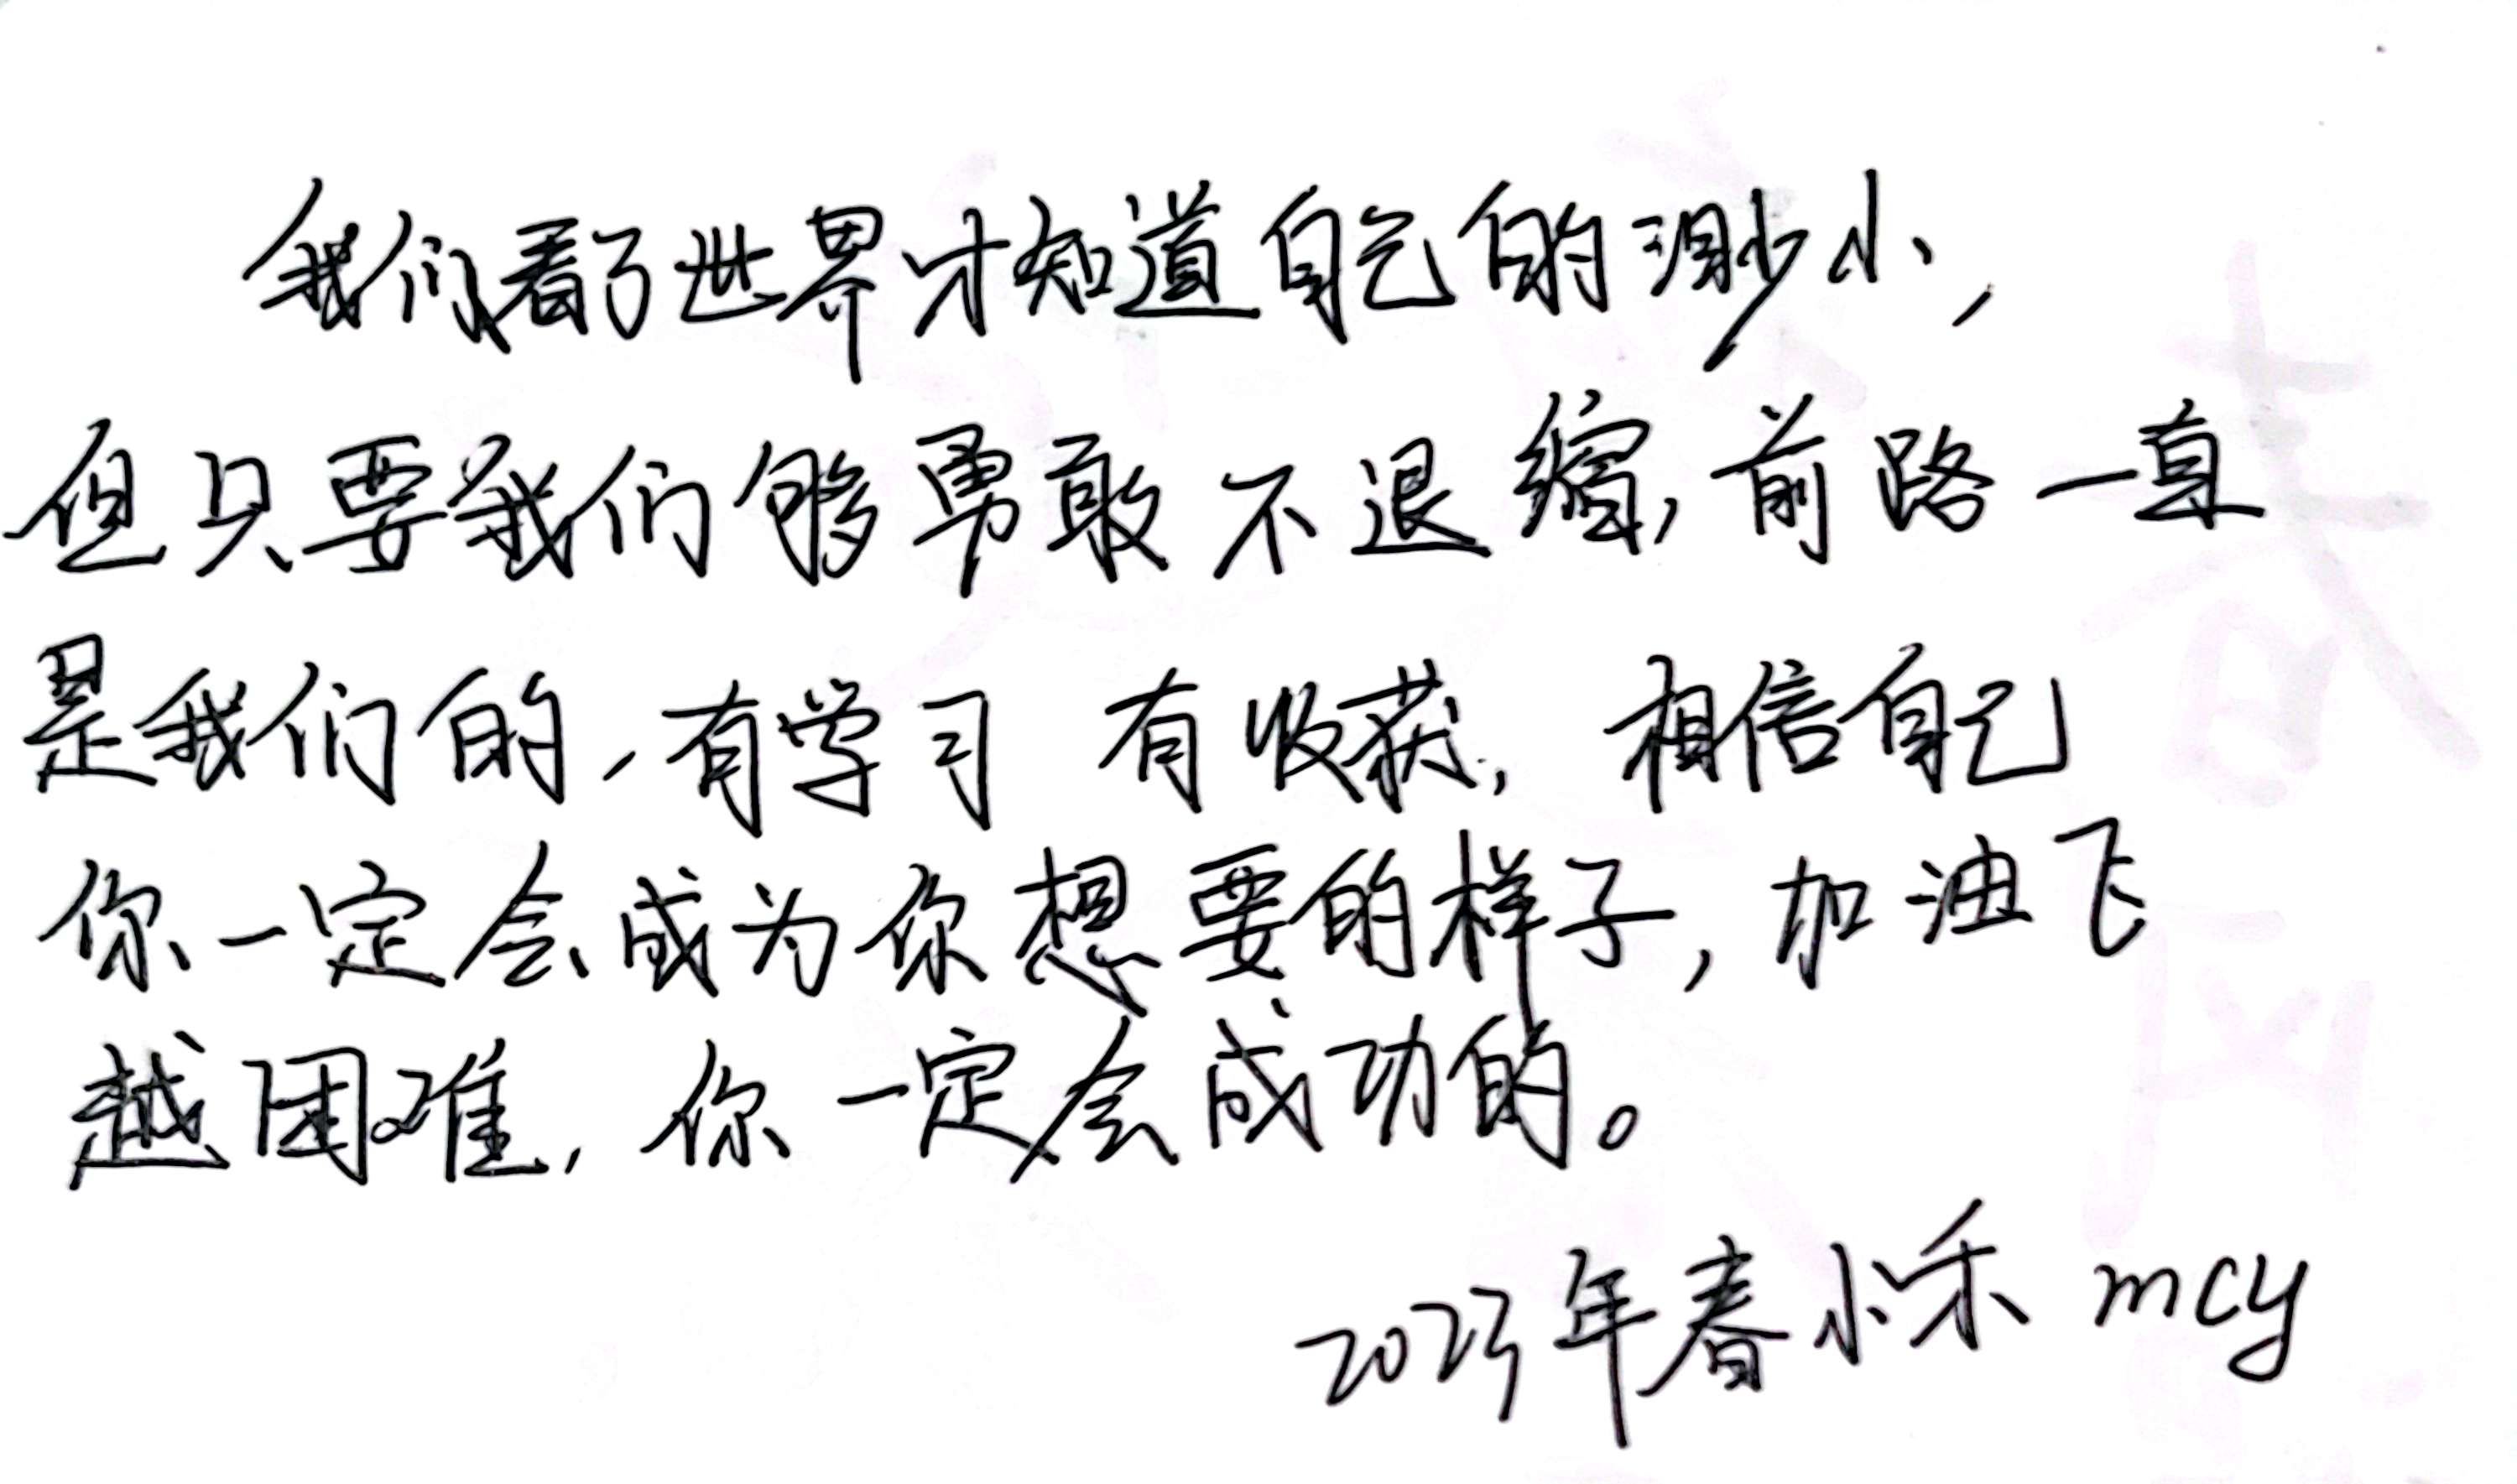 我们看了世界才知道自己的渺小,
但只要我们够勇敢不退缩,前路一直
是我们的,有学习 有收获,相信自己
你一定会成为你想要的样子,加油飞
越困难,你一定会成功的。
2023年春小禾 mcy